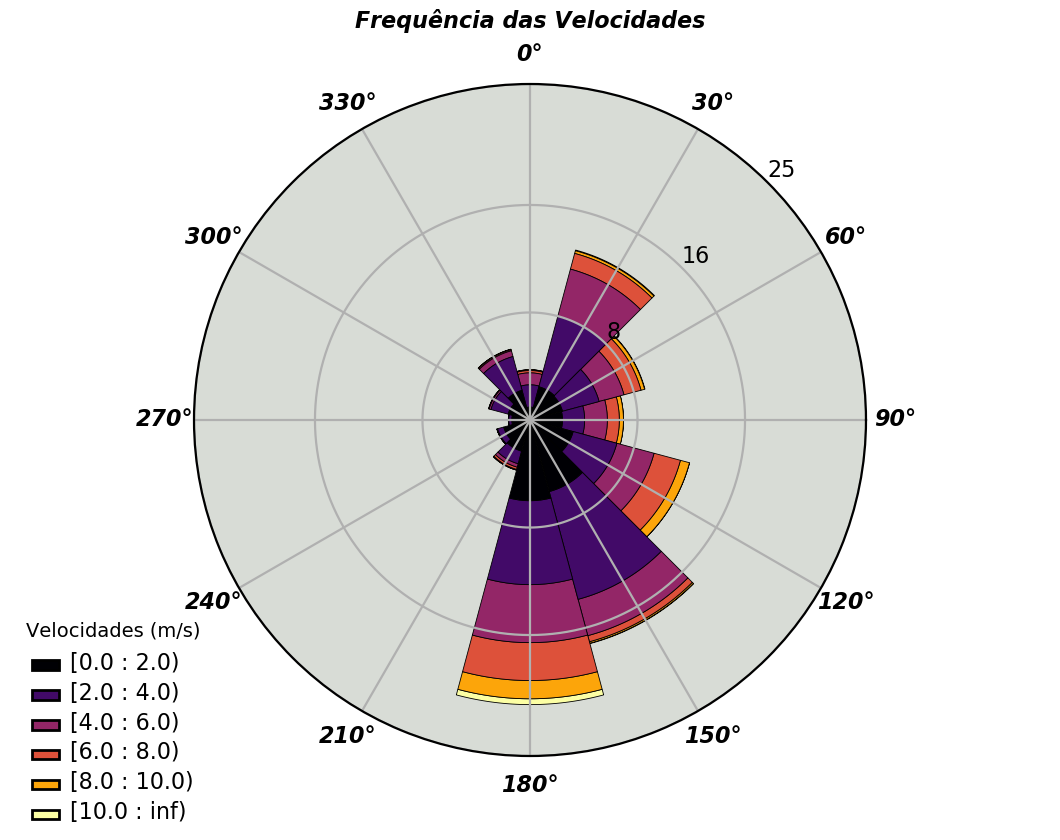 Frequência das Velocidades
0°
330°
30°
25
300°
60°
16
8
270°
90°
240°
120°
210°
150°
180°
Velocidades (m/s)
[0.0 : 2.0)
[2.0 : 4.0)
[4.0 : 6.0)
[6.0 : 8.0)
[8.0 : 10.0)
[10.0 : inf)